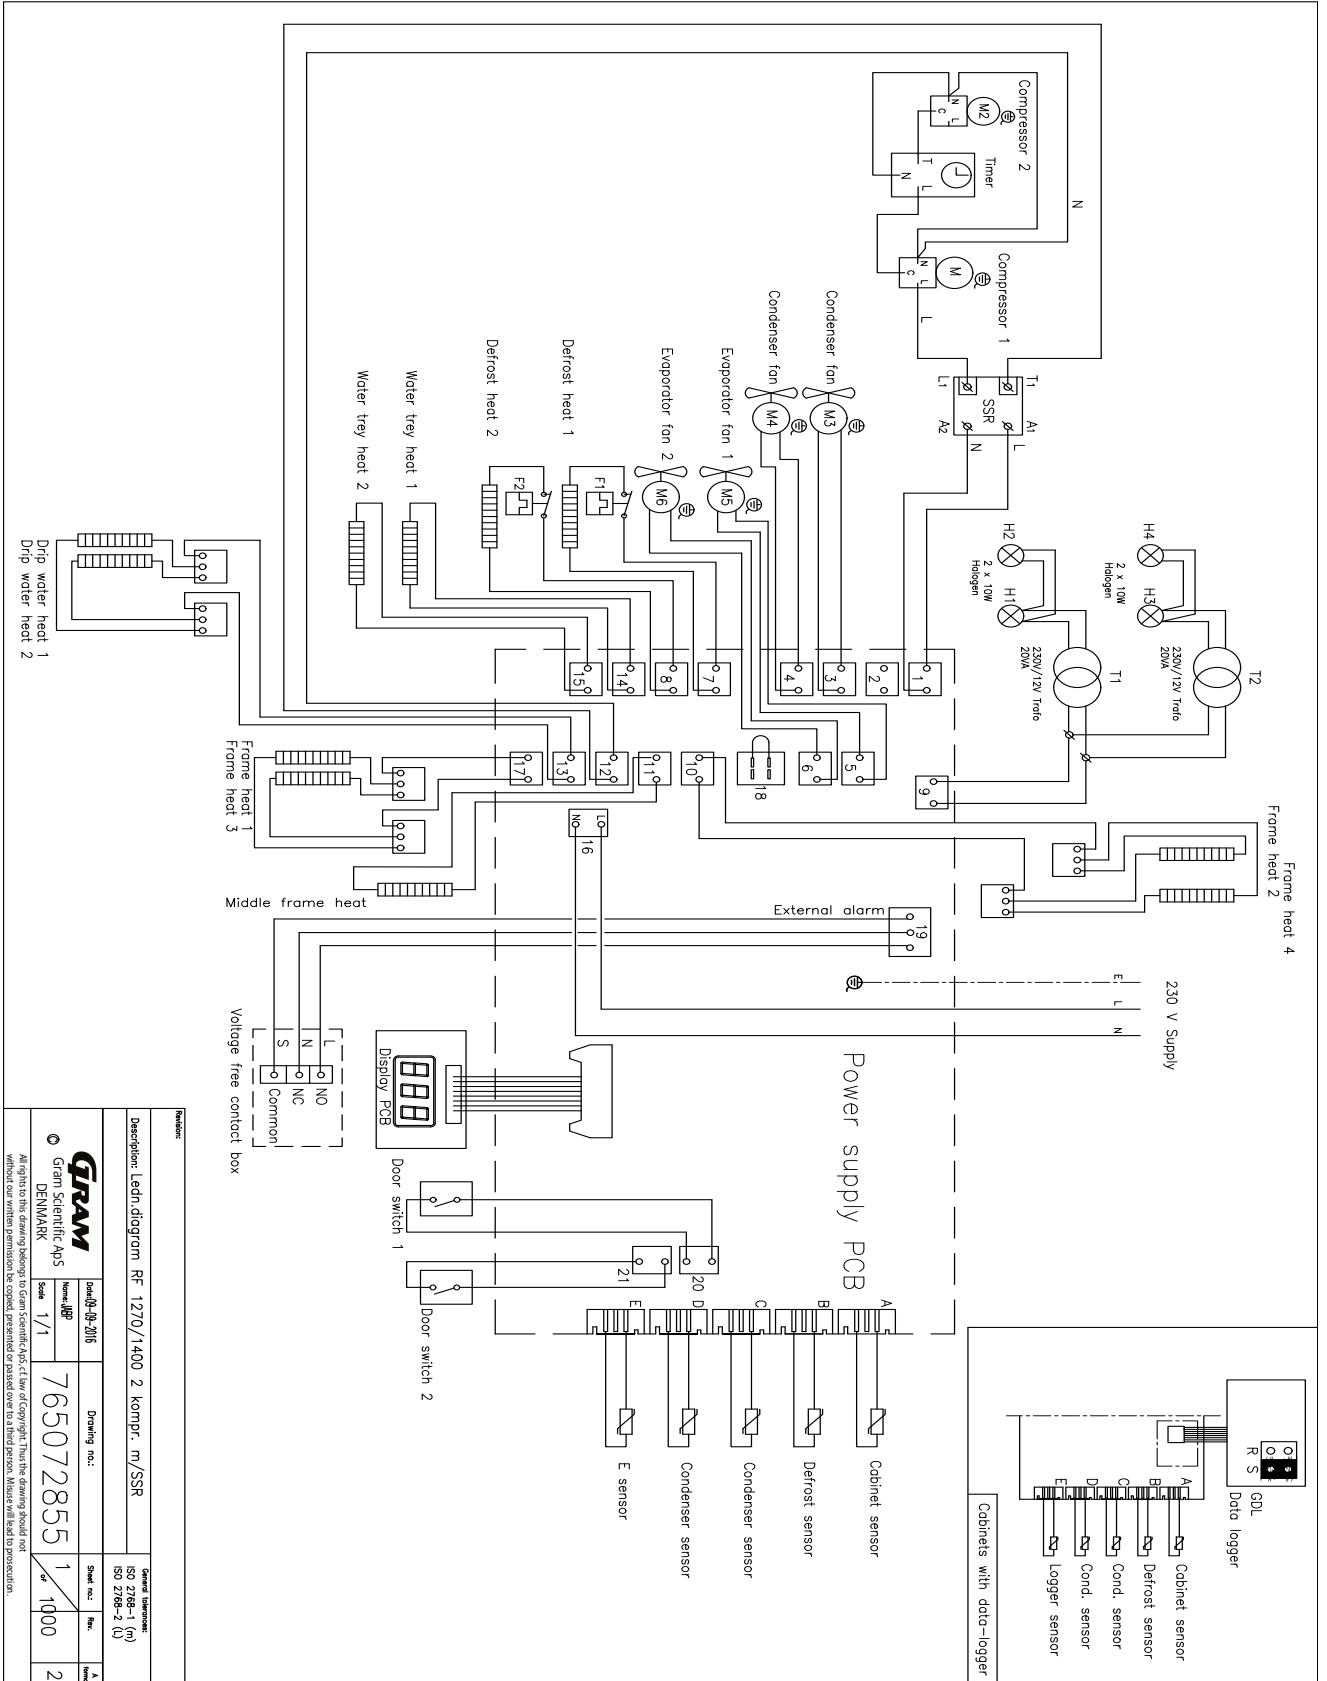 Compressor 2
M2
N
L
C
Timer
T
L
N
N
Compressor 1
M
N
L
C
L
T1
L1
SSR
A1
A2
L
N
Condenser fan
M3
Condenser fan
M4
Evaporator fan 1
M5
Evaporator fan 2
M6
Defrost heat 1
F1
Defrost heat 2
F2
Water trey heat 1
Water trey heat 2
Drip water heat 1
Drip water heat 2
H4
H3
2 x 10W
Halogen
T2
230V/12V Trafo
20VA
H2
H1
2 x 10W
Halogen
T1
230V/12V Trafo
20VA
1
2
3
4
7
8
14
15
9
5
6
18
10
11
12
13
17
16
L
N
Frame heat 1
Frame heat 3
Middle frame heat
Frame heat 4
Frame heat 2
External alarm
19
230 V Supply
E
L
N
Voltage free contact box
L
N
S
NO
NC
Common
Display PCB
Power supply PCB
Door switch 1
Door switch 2
20
21
A
B
C
D
E
Cabinet sensor
Defrost sensor
Condenser sensor
Condenser sensor
E sensor
GDL
Data logger
R S
A
B
C
D
E
Cabinet sensor
Defrost sensor
Cond. sensor
Cond. sensor
Logger sensor
Cabinets with data-logger
Revision:
Description: Ledn.diagram RF 1270/1400 2 kompr. m/SSR
General tolerances:
ISO 2768-1 (m)
ISO 2768-2 (L)
GRAM
© Gram Scientific ApS
DENMARK
Date: 09-09-2016
Name: JABP
Scale 1/1
Drawing no.:
765072855
Sheet no.:
1 of 1000
Rev.
A
2
All rights to this drawing belongs to Gram Scientific ApS, c.f. law of Copyright. Thus the drawing should not
without our written permission be copied, presented or passed over to a third person. Misuse will lead to prosecution.